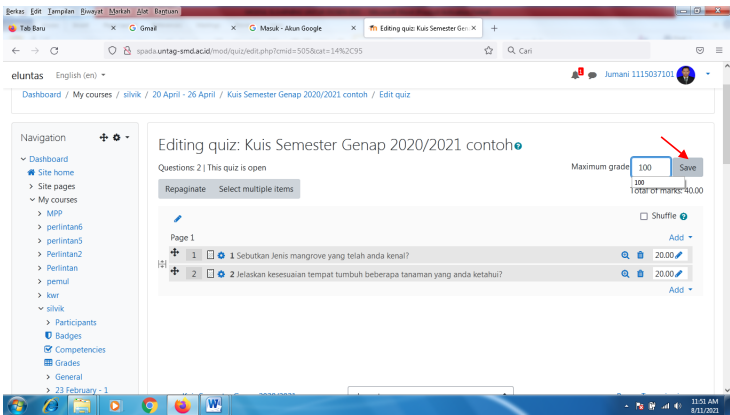 Berkas Edit Tampilan Riwayat Markah Alat Bantuan
Tab Baru
Gmail
Masuk - Akun Google
Editing quiz: Kuis Semester Gen
spada.untag-smd.ac.id/mod/quiz/edit.php?cmid=505&cat=14%2C95
Cari
eluntas English (en)
Jumani 1115037101
Dashboard / My courses / silvik / 20 April - 26 April / Kuis Semester Genap 2020/2021 contoh / Edit quiz
Navigation
Dashboard
Site home
Site pages
My courses
MPP
perlintan6
perlintan5
Perlintan2
Perlintan
pemul
kwr
silvik
Participants
Badges
Competencies
Grades
General
23 February - 1
Editing quiz: Kuis Semester Genap 2020/2021 contoh
Questions: 2 | This quiz is open
Maximum grade 100 Save
100
Repaginate Select multiple items
Total of marks: 40.00
Shuffle
Page 1
Add
1 1 Sebutkan Jenis mangrove yang telah anda kenal? 20.00
2 2 Jelaskan kesesuaian tempat tumbuh beberapa tanaman yang anda ketahui? 20.00
Add
11:51 AM
8/11/2021